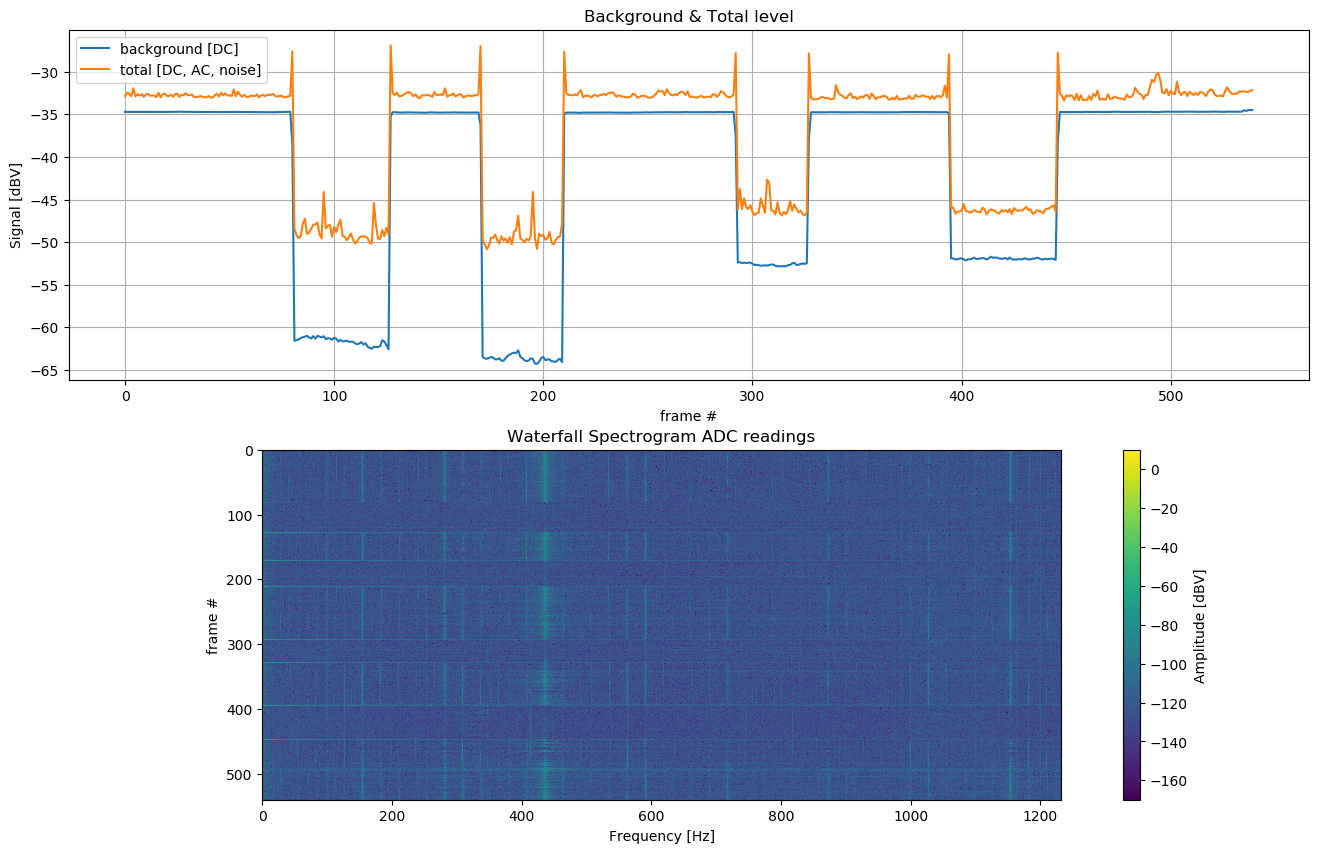 Background & Total level
background [DC]
total [DC, AC, noise]
Signal [dBV]
−30
−35
−40
−45
−50
−55
−60
−65
0 100 200 300 400 500
frame #
Waterfall Spectrogram ADC readings
frame #
0
100
200
300
400
500
0 200 400 600 800 1000 1200
Frequency [Hz]
0
−20
−40
−60
−80
−100
−120
−140
−160
Amplitude [dBV]